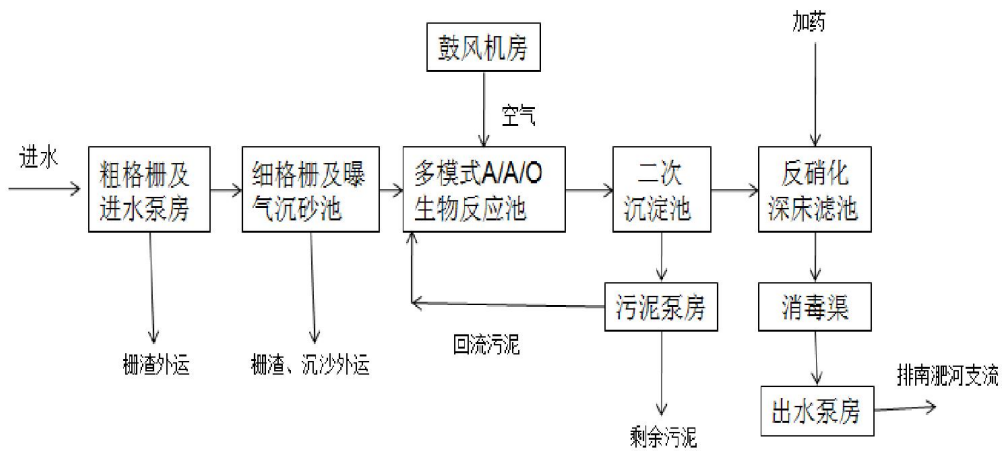 加药
鼓风机房
空气
进水
粗格栅及
进水泵房
细格栅及曝
气沉砂池
多模式A/A/O
生物反应池
二次
沉淀池
反硝化
深床滤池
污泥泵房
消毒渠
回流污泥
栅渣外运
栅渣、沉沙外运
排南淝河支流
出水泵房
剩余污泥